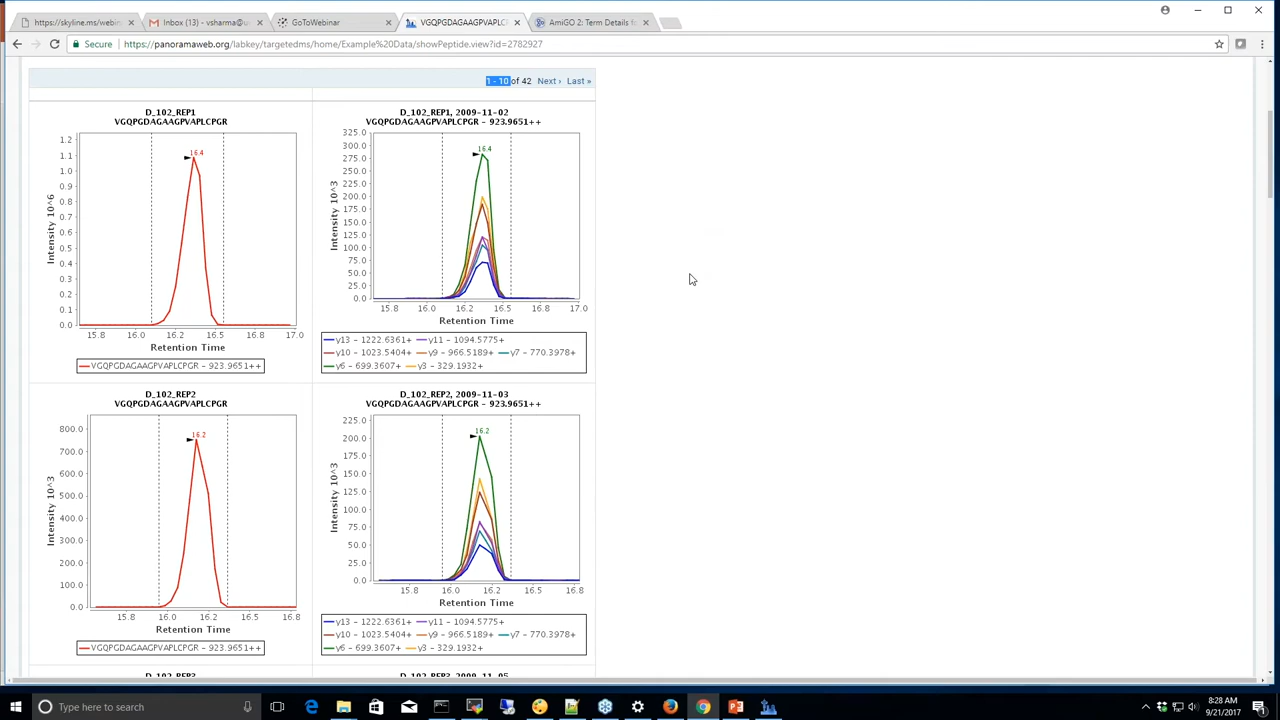 https://skyline.ms/webin
Inbox (13) - vsharma@u
GoToWebinar
VGQPGDAGAAGPVAPLCPG
AmiGO 2: Term Details fo
Secure
https://panoramaweb.org/labkey/targetedms/home/Example%20Data/showPeptide.view?id=2782927
1 - 10 of 42 Next › Last »
D_102_REP1
VGQPGDAGAAGPVAPLCPGR
1.2
1.1
1.0
0.9
0.8
0.7
0.6
0.5
0.4
0.3
0.2
0.1
0.0
Intensity 10^6
16.4
15.8 16.0 16.2 16.5 16.8 17.0
Retention Time
VGQPGDAGAAGPVAPLCPGR - 923.9651++
D_102_REP1, 2009-11-02
VGQPGDAGAAGPVAPLCPGR - 923.9651++
325.0
300.0
275.0
250.0
225.0
200.0
175.0
150.0
125.0
100.0
75.0
50.0
25.0
0.0
Intensity 10^3
16.4
15.8 16.0 16.2 16.5 16.8 17.0
Retention Time
y13 - 1222.6361+ y11 - 1094.5775+
y10 - 1023.5404+ y9 - 966.5189+ y7 - 770.3978+
y6 - 699.3607+ y3 - 329.1932+
D_102_REP2
VGQPGDAGAAGPVAPLCPGR
800.0
700.0
600.0
500.0
400.0
300.0
200.0
100.0
0.0
Intensity 10^3
16.2
15.8 16.0 16.2 16.5 16.8
Retention Time
VGQPGDAGAAGPVAPLCPGR - 923.9651++
D_102_REP2, 2009-11-03
VGQPGDAGAAGPVAPLCPGR - 923.9651++
225.0
200.0
175.0
150.0
125.0
100.0
75.0
50.0
25.0
0.0
Intensity 10^3
16.2
15.8 16.0 16.2 16.5 16.8
Retention Time
y13 - 1222.6361+ y11 - 1094.5775+
y10 - 1023.5404+ y9 - 966.5189+ y7 - 770.3978+
y6 - 699.3607+ y3 - 329.1932+
D_102_REP3
D_102_REP3, 2009-11-05
Type here to search
8:28 AM
9/21/2017